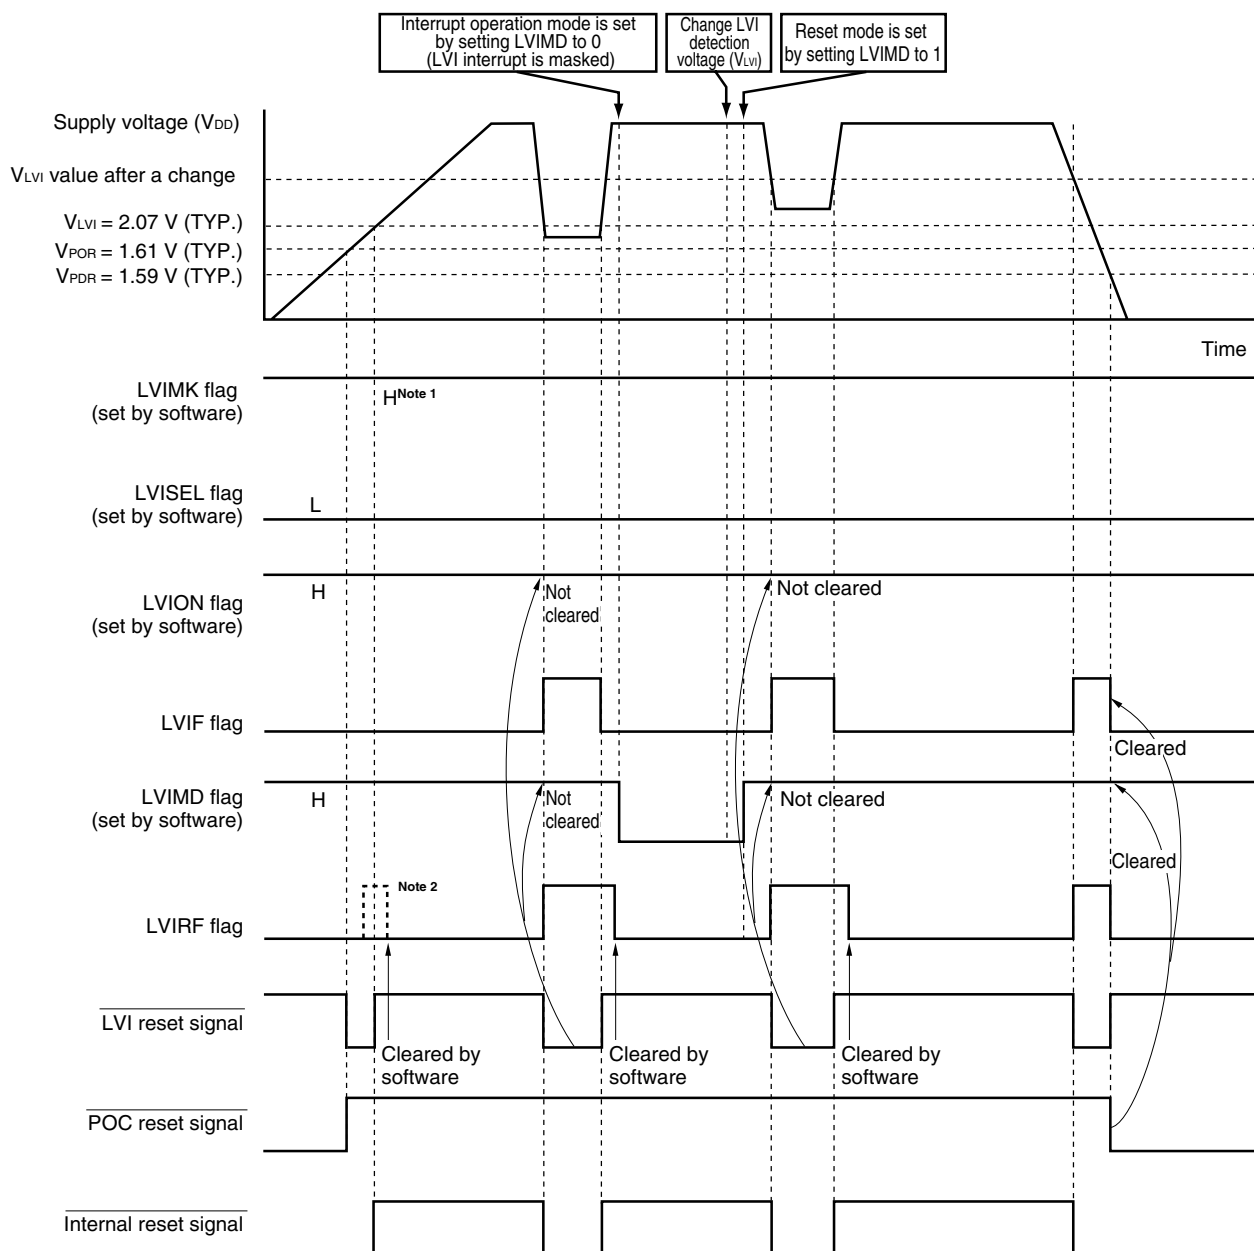 Interrupt operation mode is set
by setting LVIMD to 0
(LVI interrupt is masked)
Change LVI
detection
voltage (VLVI)
Reset mode is set
by setting LVIMD to 1
Supply voltage (VDD)
VLVI value after a change
VLVI = 2.07 V (TYP.)
VPOR = 1.61 V (TYP.)
VPDR = 1.59 V (TYP.)
Time
LVIMK flag
(set by software)
HNote 1
LVISEL flag
(set by software)
L
LVION flag
(set by software)
H
Not
cleared
Not cleared
LVIF flag
Cleared
LVIMD flag
(set by software)
H
Not
cleared
Not cleared
Cleared
LVIRF flag
Note 2
LVI reset signal
Cleared by
software
Cleared by
software
Cleared by
software
POC reset signal
Internal reset signal